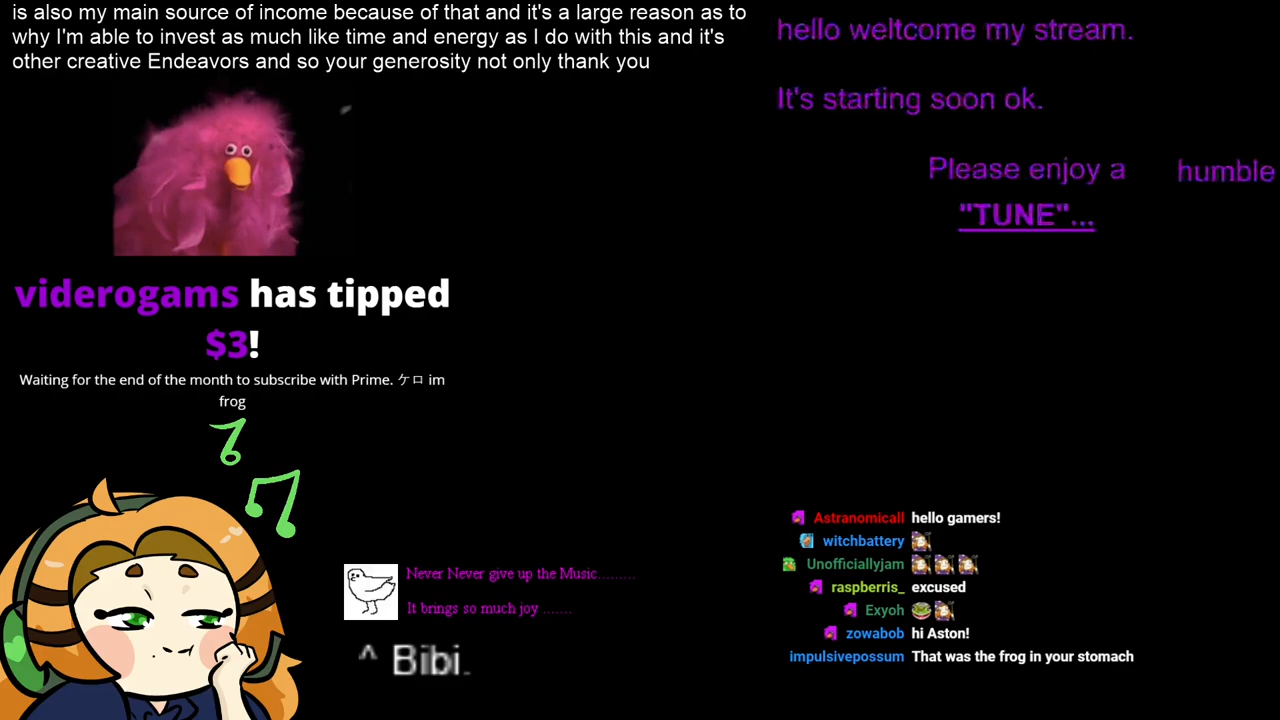 is also my main source of income because of that and it's a large reason as to
why I'm able to invest as much like time and energy as I do with this and it's
other creative Endeavors and so your generosity not only thank you
hello weltcome my stream.
It's starting soon ok.
Please enjoy a humble
"TUNE"...
viderogams has tipped
$3!
Waiting for the end of the month to subscribe with Prime. ケロ im
frog
Never Never give up the Music.........
It brings so much joy .......
^ Bibi.
Astranomicall hello gamers!
witchbattery
Unofficiallyjam
raspberris_ excused
Exyoh
zowabob hi Aston!
impulsivepossum That was the frog in your stomach